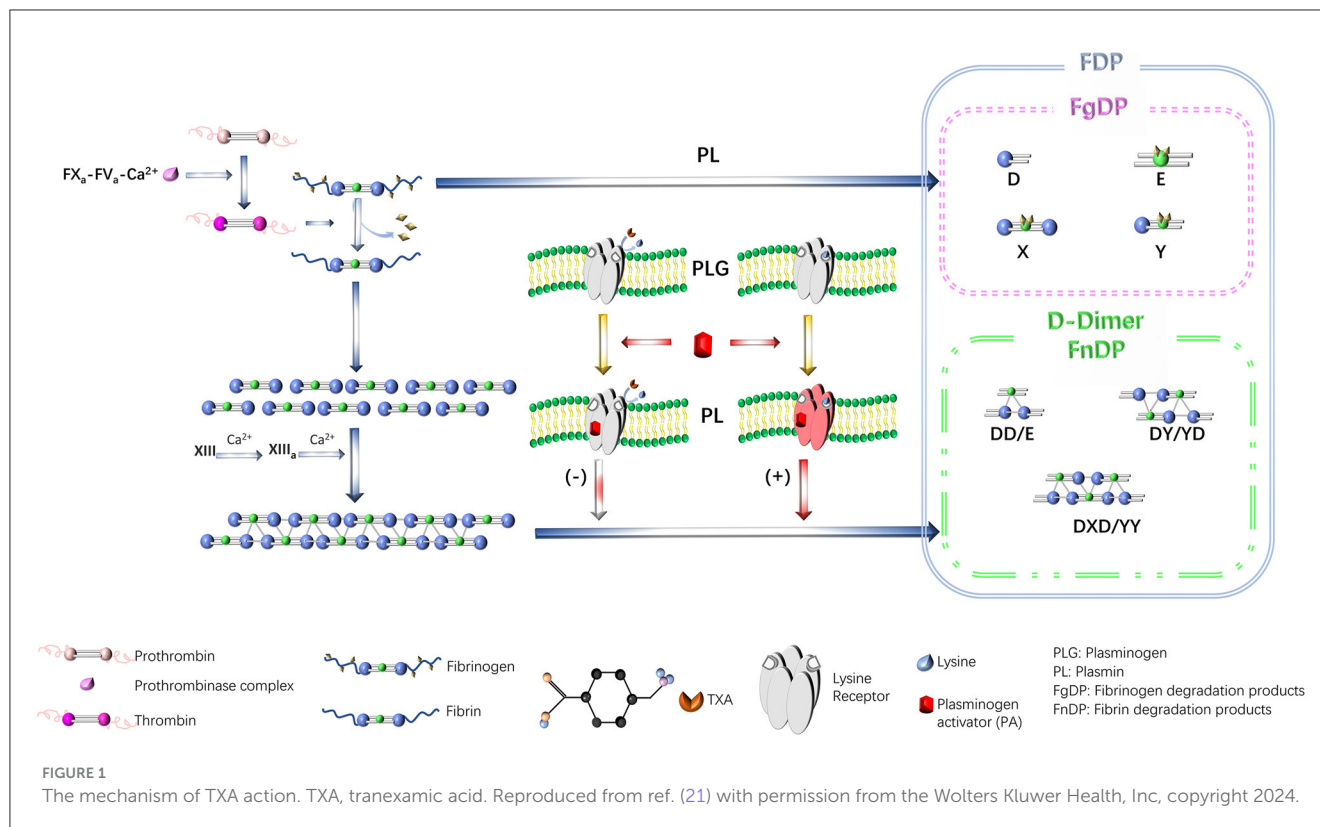 FDP
FgDP
PL
FXa-FVa-Ca²⁺
D
E
X
Y
PLG
D-Dimer
FnDP
PL
Ca²⁺
Ca²⁺
XIII
XIIIa
(-)
(+)
DD/E
DY/YD
DXD/YY
Prothrombin
Prothrombinase complex
Thrombin
Fibrinogen
Fibrin
TXA
Lysine
Receptor
Lysine
Plasminogen
activator (PA)
PLG: Plasminogen
PL: Plasmin
FgDP: Fibrinogen degradation products
FnDP: Fibrin degradation products
FIGURE 1
The mechanism of TXA action. TXA, tranexamic acid. Reproduced from ref. (21) with permission from the Wolters Kluwer Health, Inc, copyright 2024.